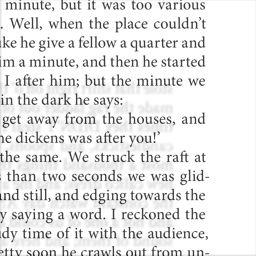 minute, but it was too various
. Well, when the place couldn't
ke he give a fellow a quarter and
im a minute, and then he started
I after him; but the minute we
in the dark he says:
get away from the houses, and
he dickens was after you!'
the same. We struck the raft at
s than two seconds we was glid-
and still, and edging towards the
y saying a word. I reckoned the
dy time of it with the audience,
etty soon he crawls out from un-